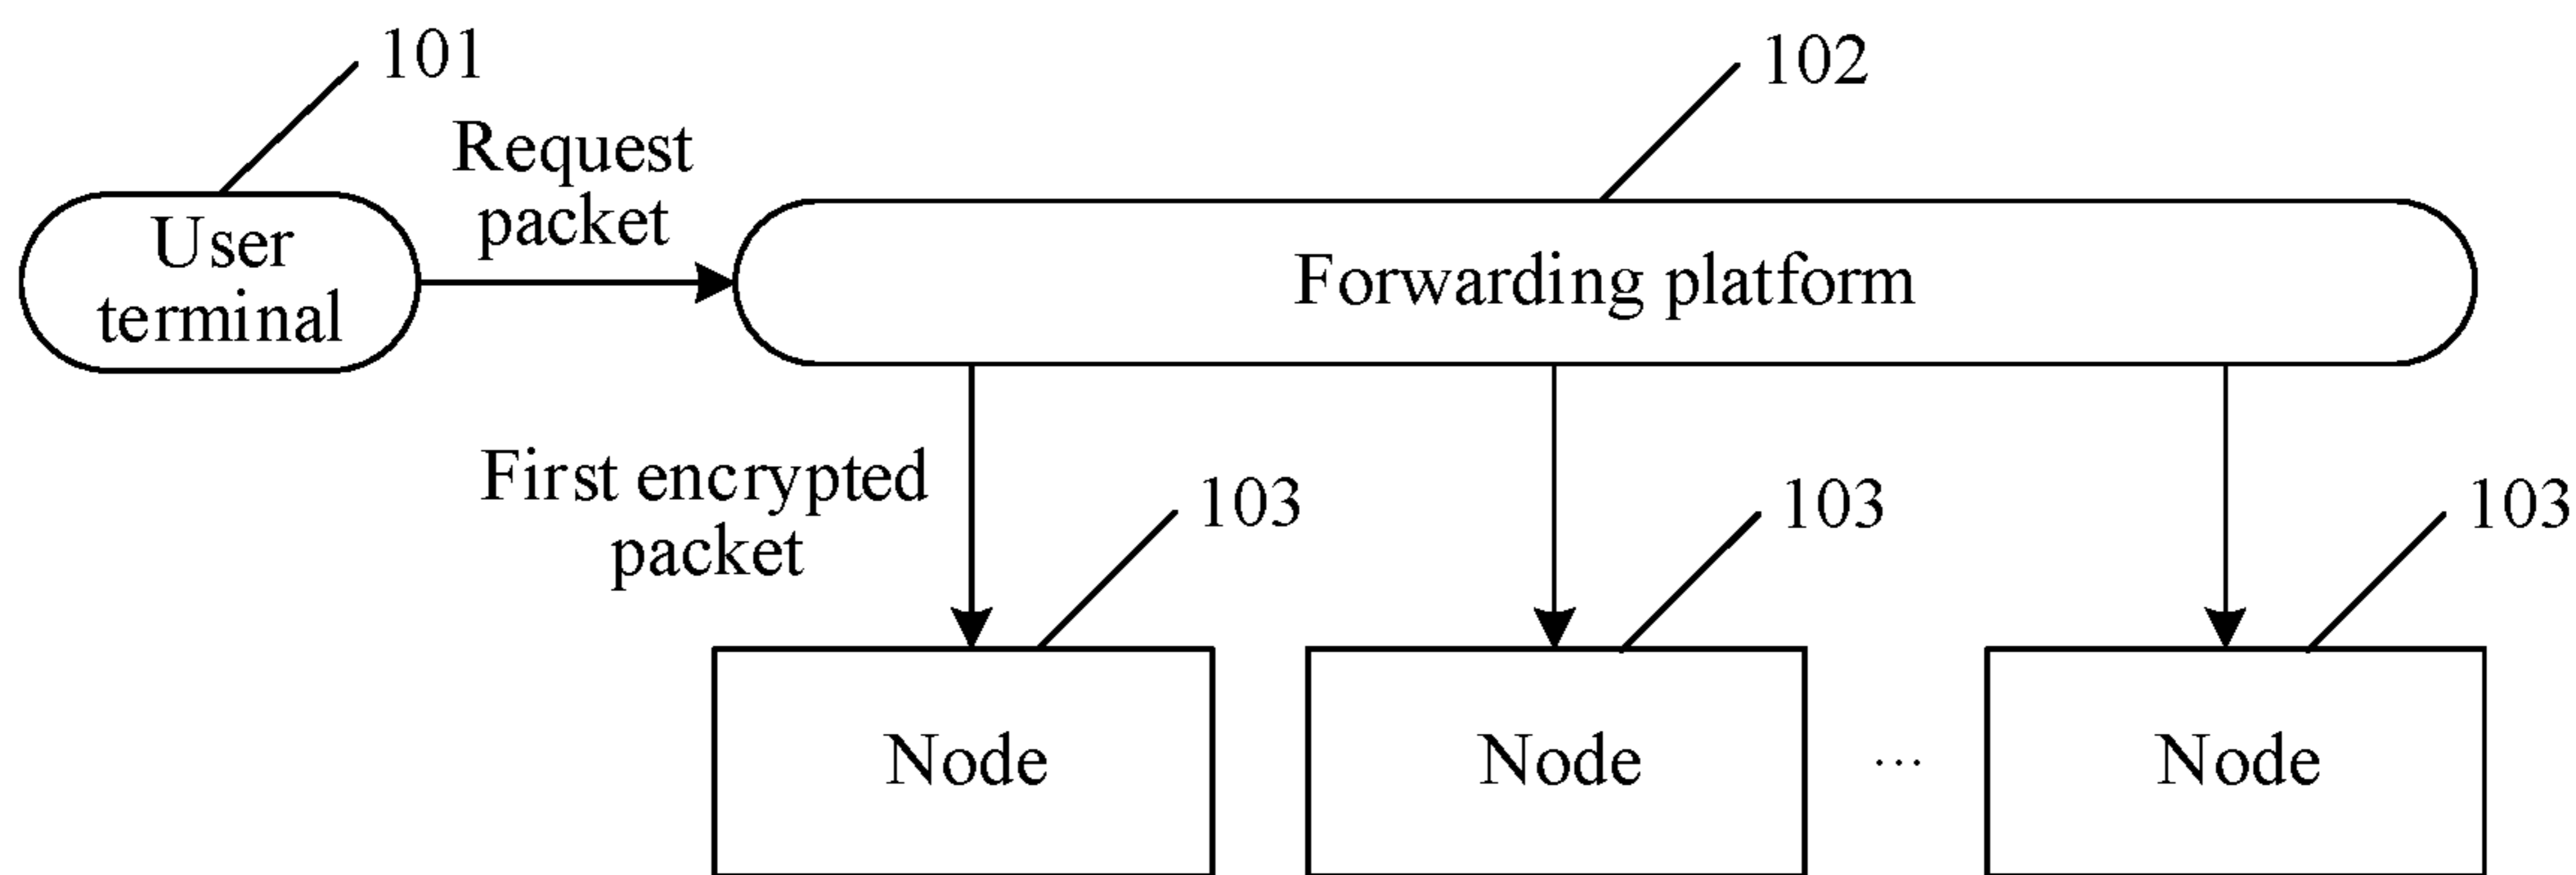 101
102
Request
packet
User
terminal
Forwarding platform
First encrypted
packet
103
103
103
Node
Node
...
Node